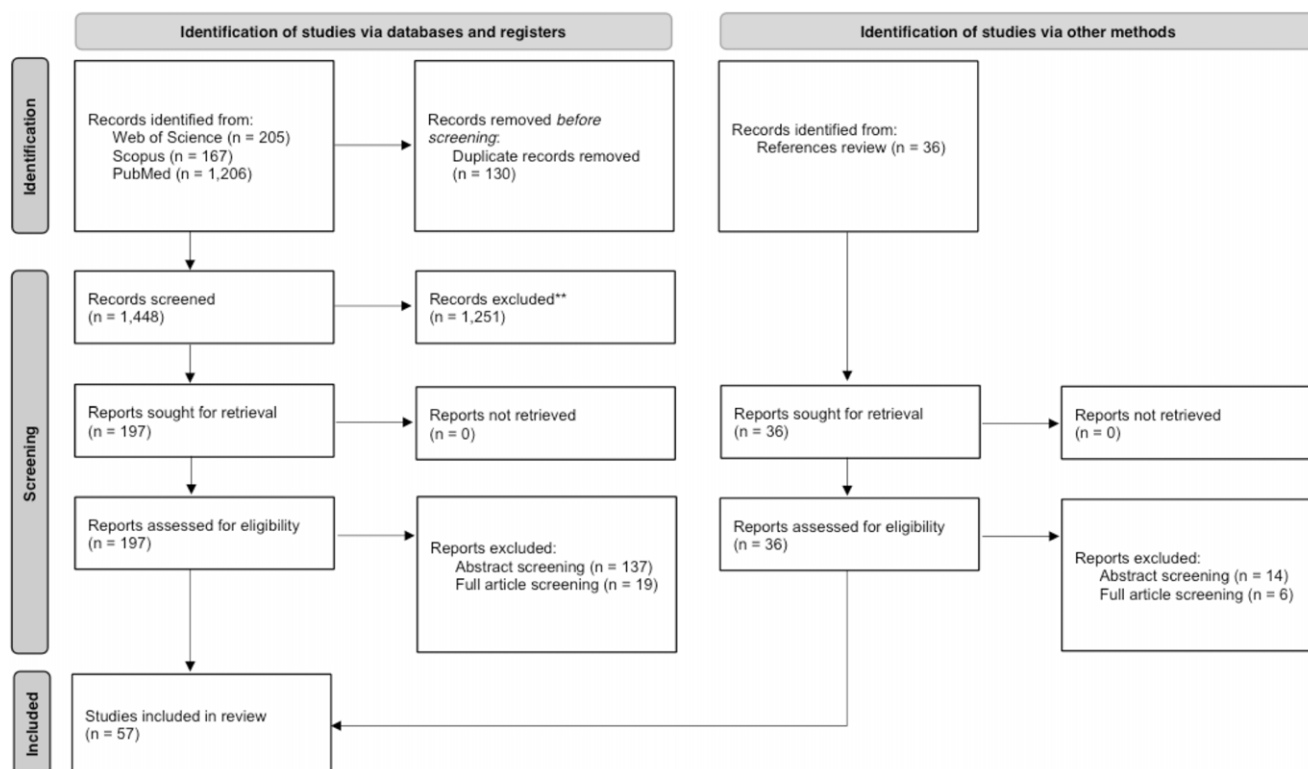 Identification of studies via databases and registers
Identification of studies via other methods
Identification
Records identified from:
Web of Science (n = 205)
Scopus (n = 167)
PubMed (n = 1,206)
Records removed before
screening:
Duplicate records removed
(n = 130)
Records identified from:
References review (n = 36)
Screening
Records screened
(n = 1,448)
Records excluded**
(n = 1,251)
Reports sought for retrieval
(n = 197)
Reports not retrieved
(n = 0)
Reports sought for retrieval
(n = 36)
Reports not retrieved
(n = 0)
Reports assessed for eligibility
(n = 197)
Reports excluded:
Abstract screening (n = 137)
Full article screening (n = 19)
Reports assessed for eligibility
(n = 36)
Reports excluded:
Abstract screening (n = 14)
Full article screening (n = 6)
Included
Studies included in review
(n = 57)